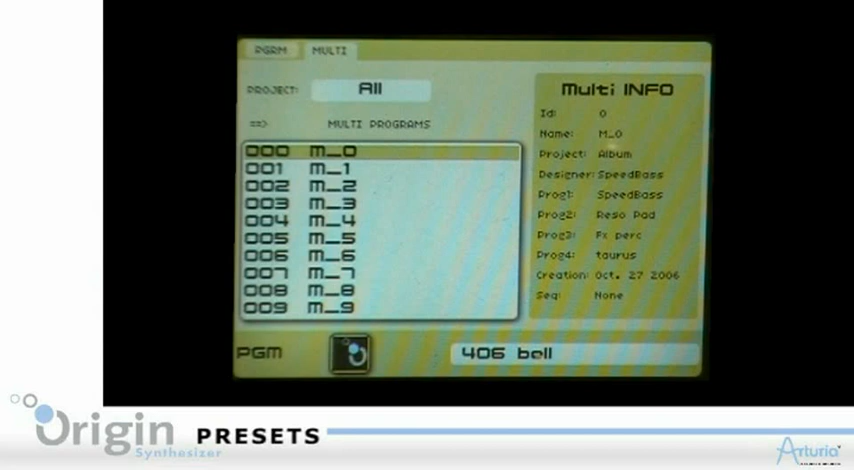 PGRM MULTI
PROJECT: All
==> MULTI PROGRAMS
000 M_0
001 M_1
002 M_2
003 M_3
004 M_4
005 M_5
006 M_6
007 M_7
008 M_8
009 M_9
Multi INFO
Id: 0
Name: M_0
Project: Album
Designer: SpeedBass
Prog1: SpeedBass
Prog2: Reso Pad
Prog3: Fx perc
Prog4: taurus
Creation: Oct. 27 2006
Seq: None
PGM 406 bell
Origin
Synthesizer
PRESETS
Arturia